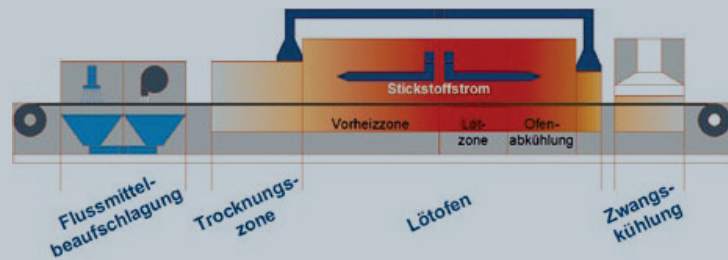 Stickstoffstrom
Vorheizzone
Löt-
zone
Ofen-
abkühlung
Flussmittel-
beaufschlagung
Trocknungs-
zone
Lötofen
Zwangs-
kühlung